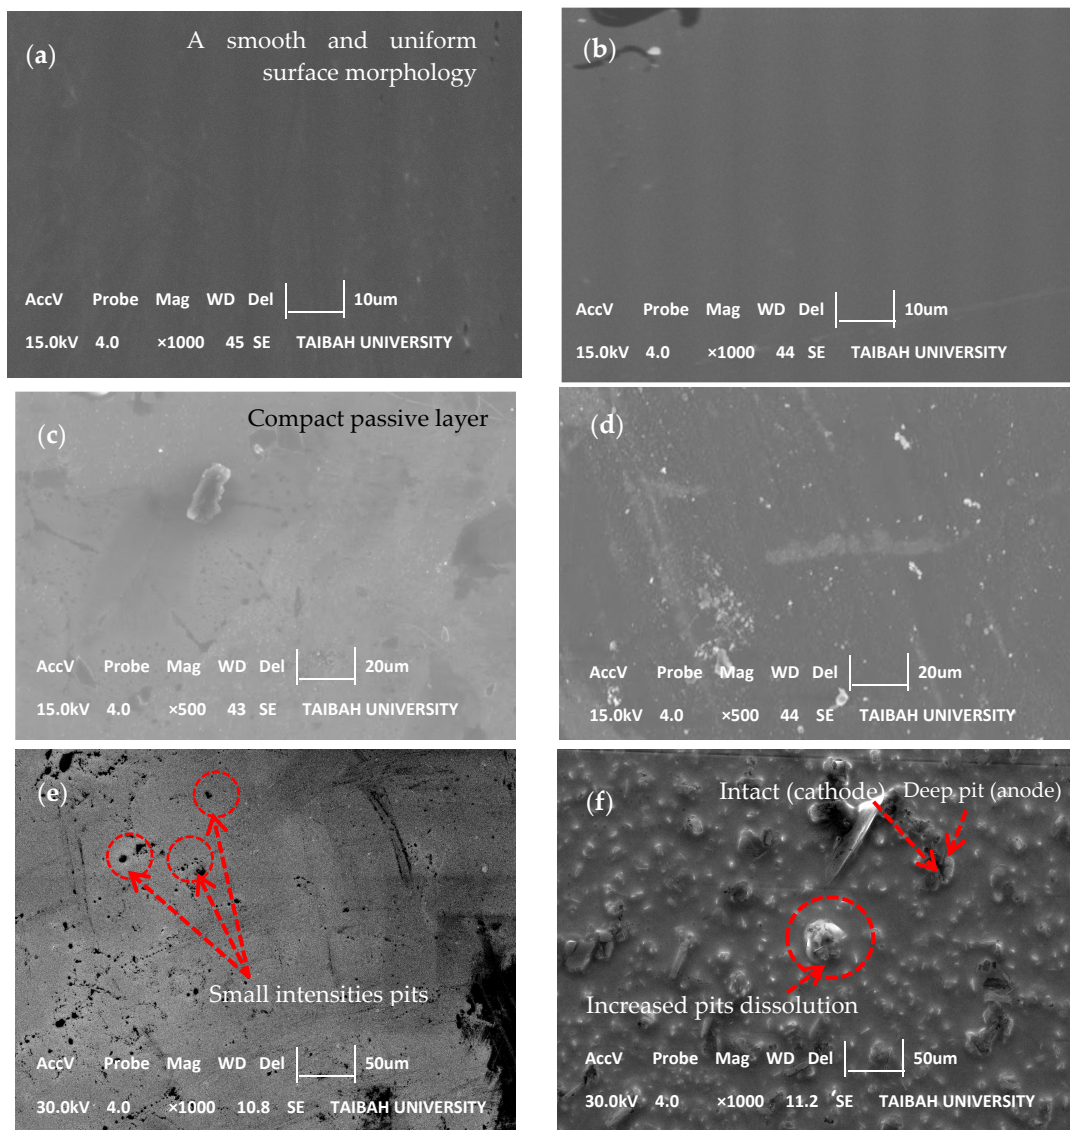 (a)
A smooth and uniform
surface morphology
AccV Probe Mag WD Del 10um
15.0kV 4.0 ×1000 45 SE TAIBAH UNIVERSITY
(b)
AccV Probe Mag WD Del 10um
15.0kV 4.0 ×1000 44 SE TAIBAH UNIVERSITY
(c)
Compact passive layer
AccV Probe Mag WD Del 20um
15.0kV 4.0 ×500 43 SE TAIBAH UNIVERSITY
(d)
AccV Probe Mag WD Del 20um
15.0kV 4.0 ×500 44 SE TAIBAH UNIVERSITY
(e)
Small intensities pits
AccV Probe Mag WD Del 50um
30.0kV 4.0 ×1000 10.8 SE TAIBAH UNIVERSITY
(f)
Intact (cathode)
Deep pit (anode)
Increased pits dissolution
AccV Probe Mag WD Del 50um
30.0kV 4.0 ×1000 11.2 SE TAIBAH UNIVERSITY